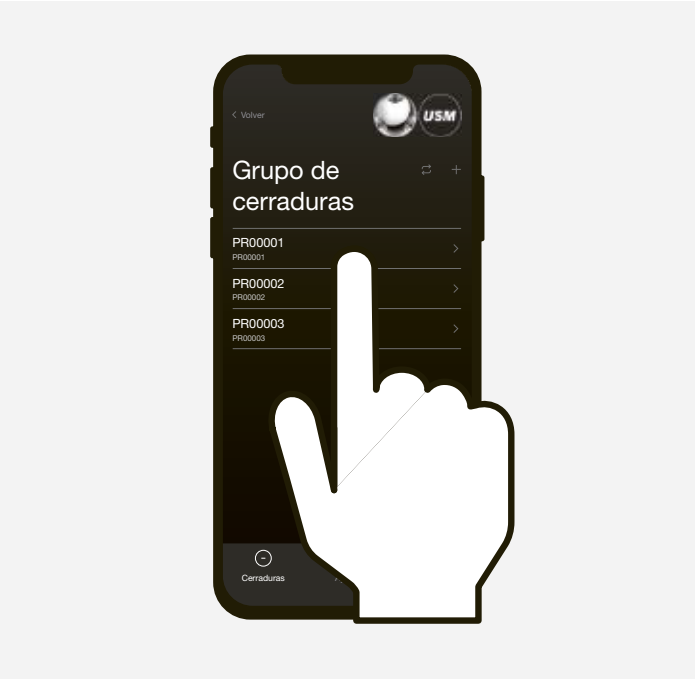 Volver
USM
Grupo de
cerraduras
PR00001
PR00001
PR00002
PR00002
PR00003
PR00003
Cerraduras